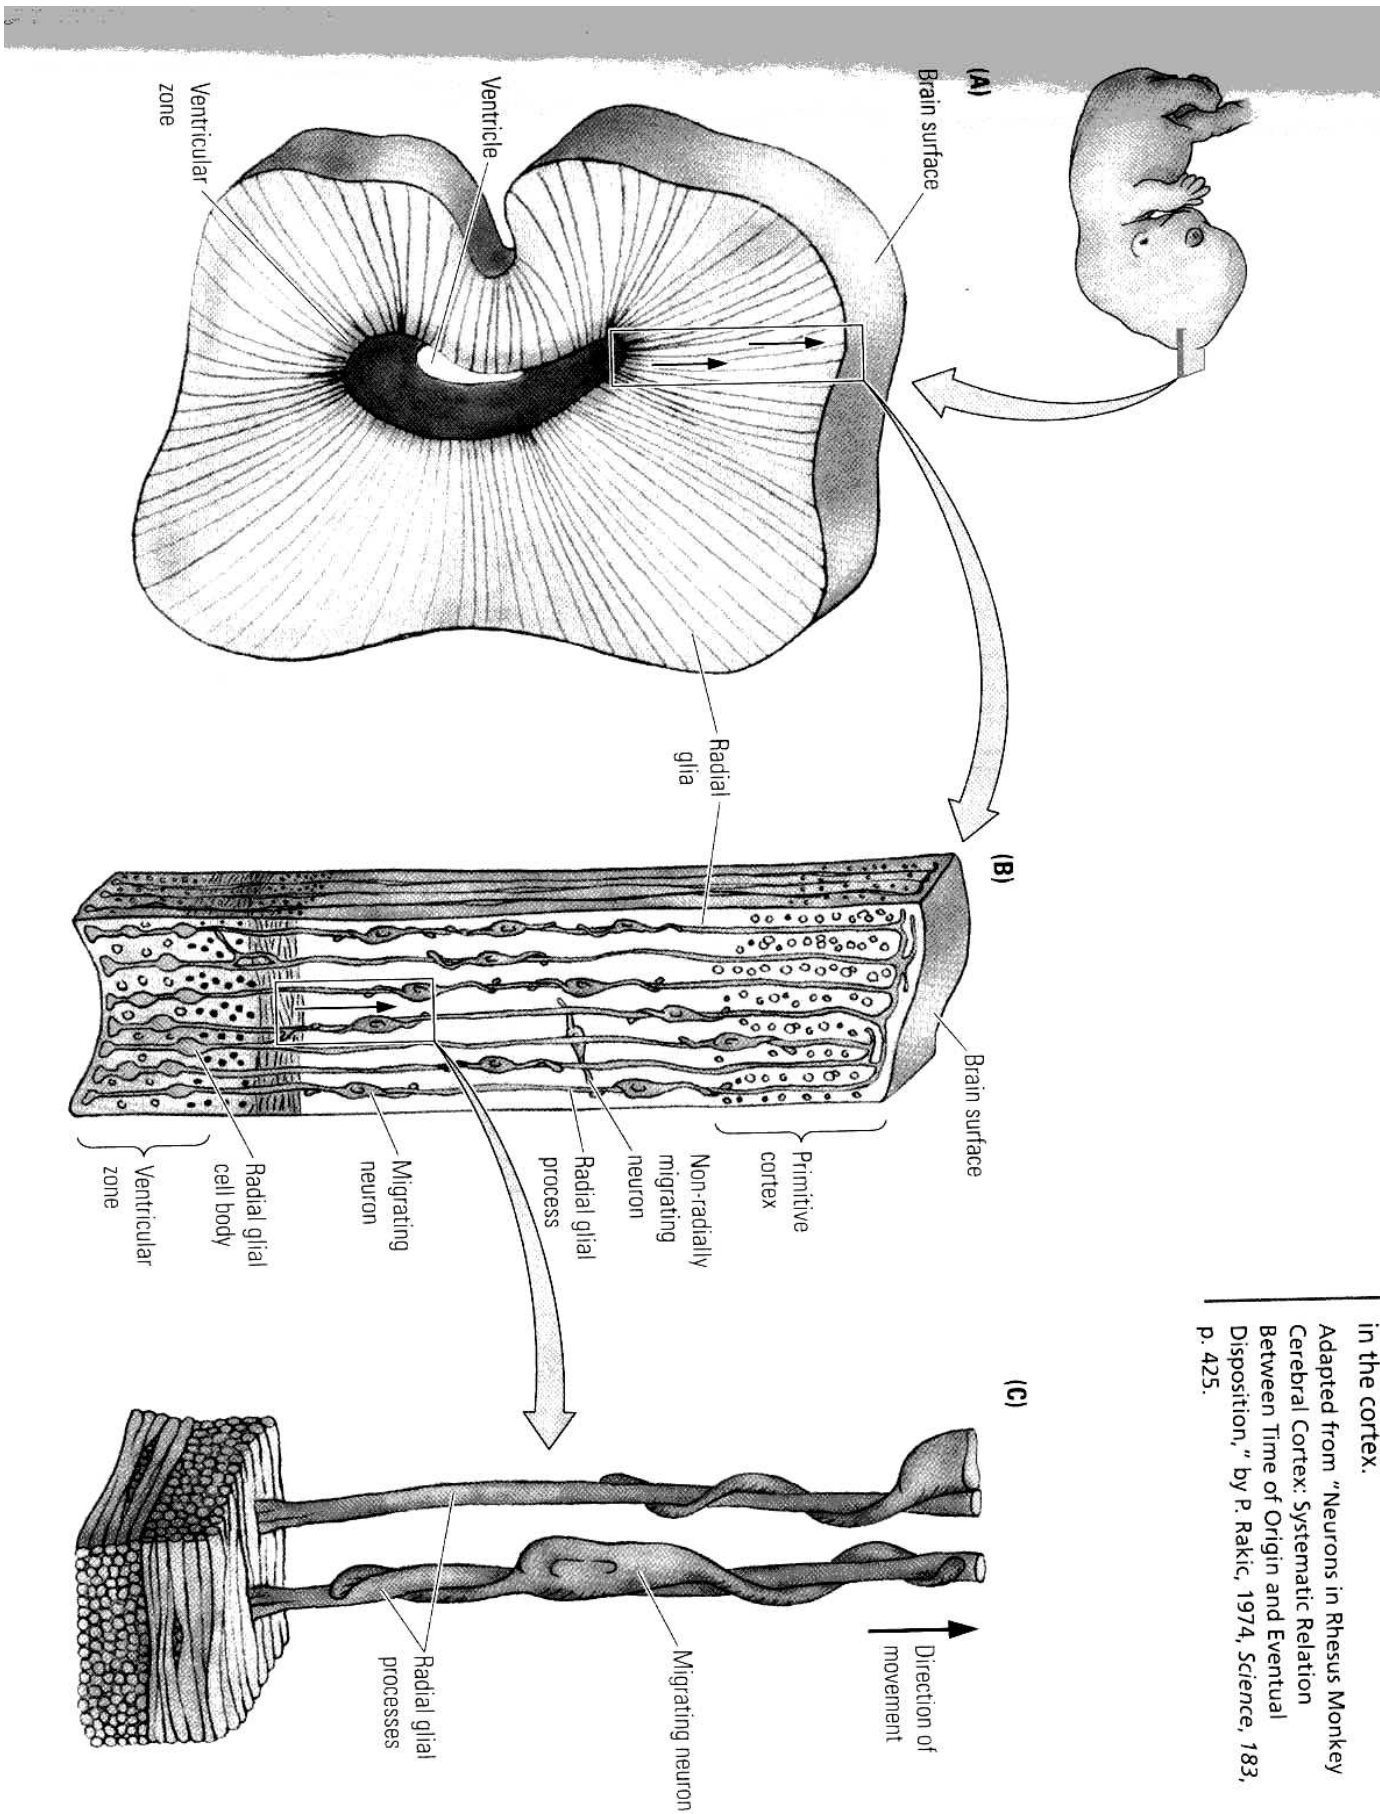 (A)
Brain surface
Ventricle
Ventricular
zone
Radial
glia
(B)
Brain surface
Primitive
cortex
Non-radially
migrating
neuron
Radial glial
process
Migrating
neuron
Radial glial
cell body
Ventricular
zone
(C)
Direction of
movement
Migrating neuron
Radial glial
processes
in the cortex.
Adapted from "Neurons in Rhesus Monkey
Cerebral Cortex: Systematic Relation
Between Time of Origin and Eventual
Disposition," by P. Rakic, 1974, Science, 183,
p. 425.